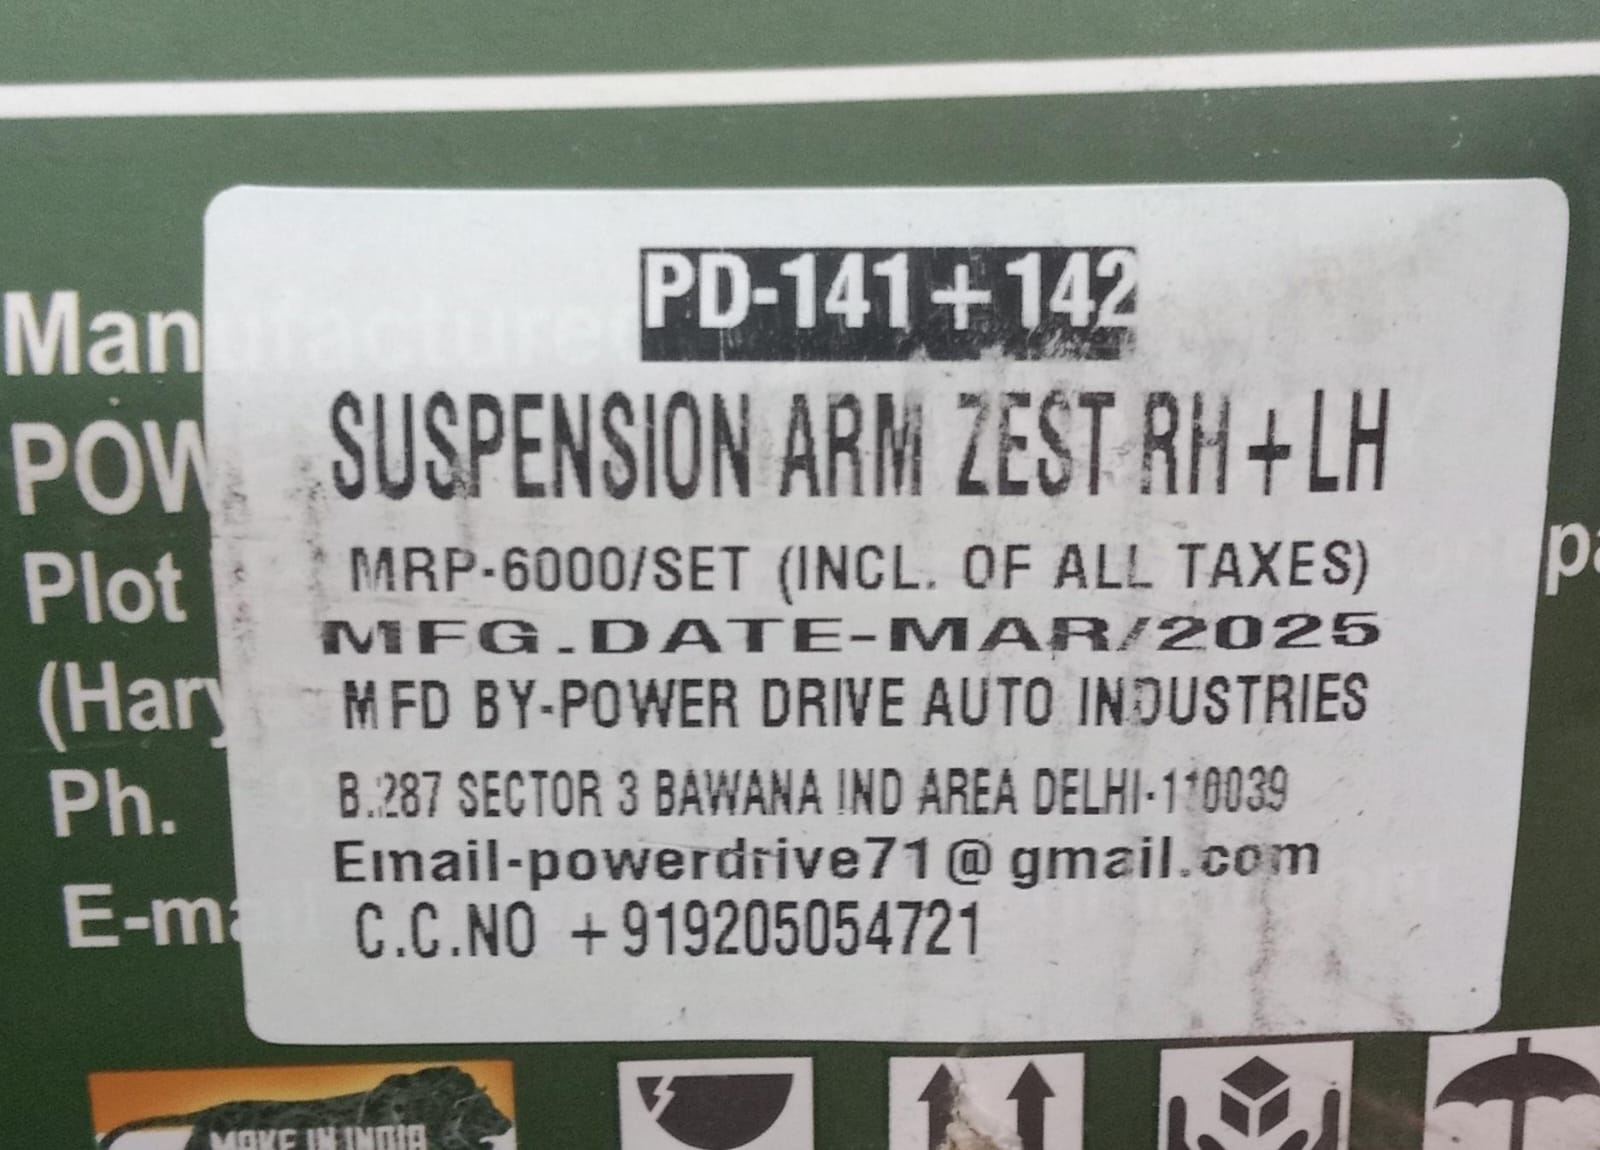 PD-141 + 142
SUSPENSION ARM ZEST RH + LH
MRP-6000/SET (INCL. OF ALL TAXES)
MFG.DATE-MAR/2025
MFD BY-POWER DRIVE AUTO INDUSTRIES
B.287 SECTOR 3 BAWANA IND AREA DELHI-110039
Email-powerdrive71@gmail.com
C.C.NO +919205054721
Manufacture
POW
Plot
(Hary
Ph.
E-mail
MAKE IN INDIA